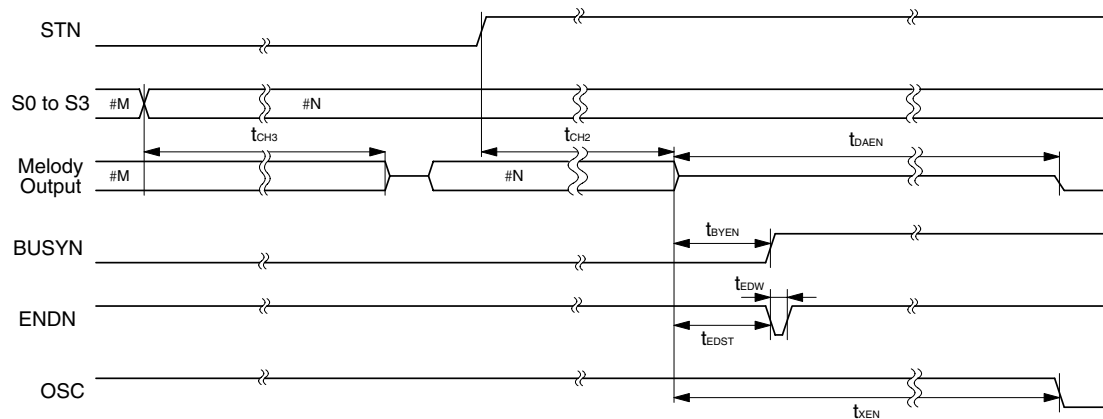 STN
S0 to S3
#M
#N
tCH3
tCH2
tDAEN
Melody
Output
#M
#N
BUSYN
tBYEN
tEDW
ENDN
tEDST
OSC
tXEN